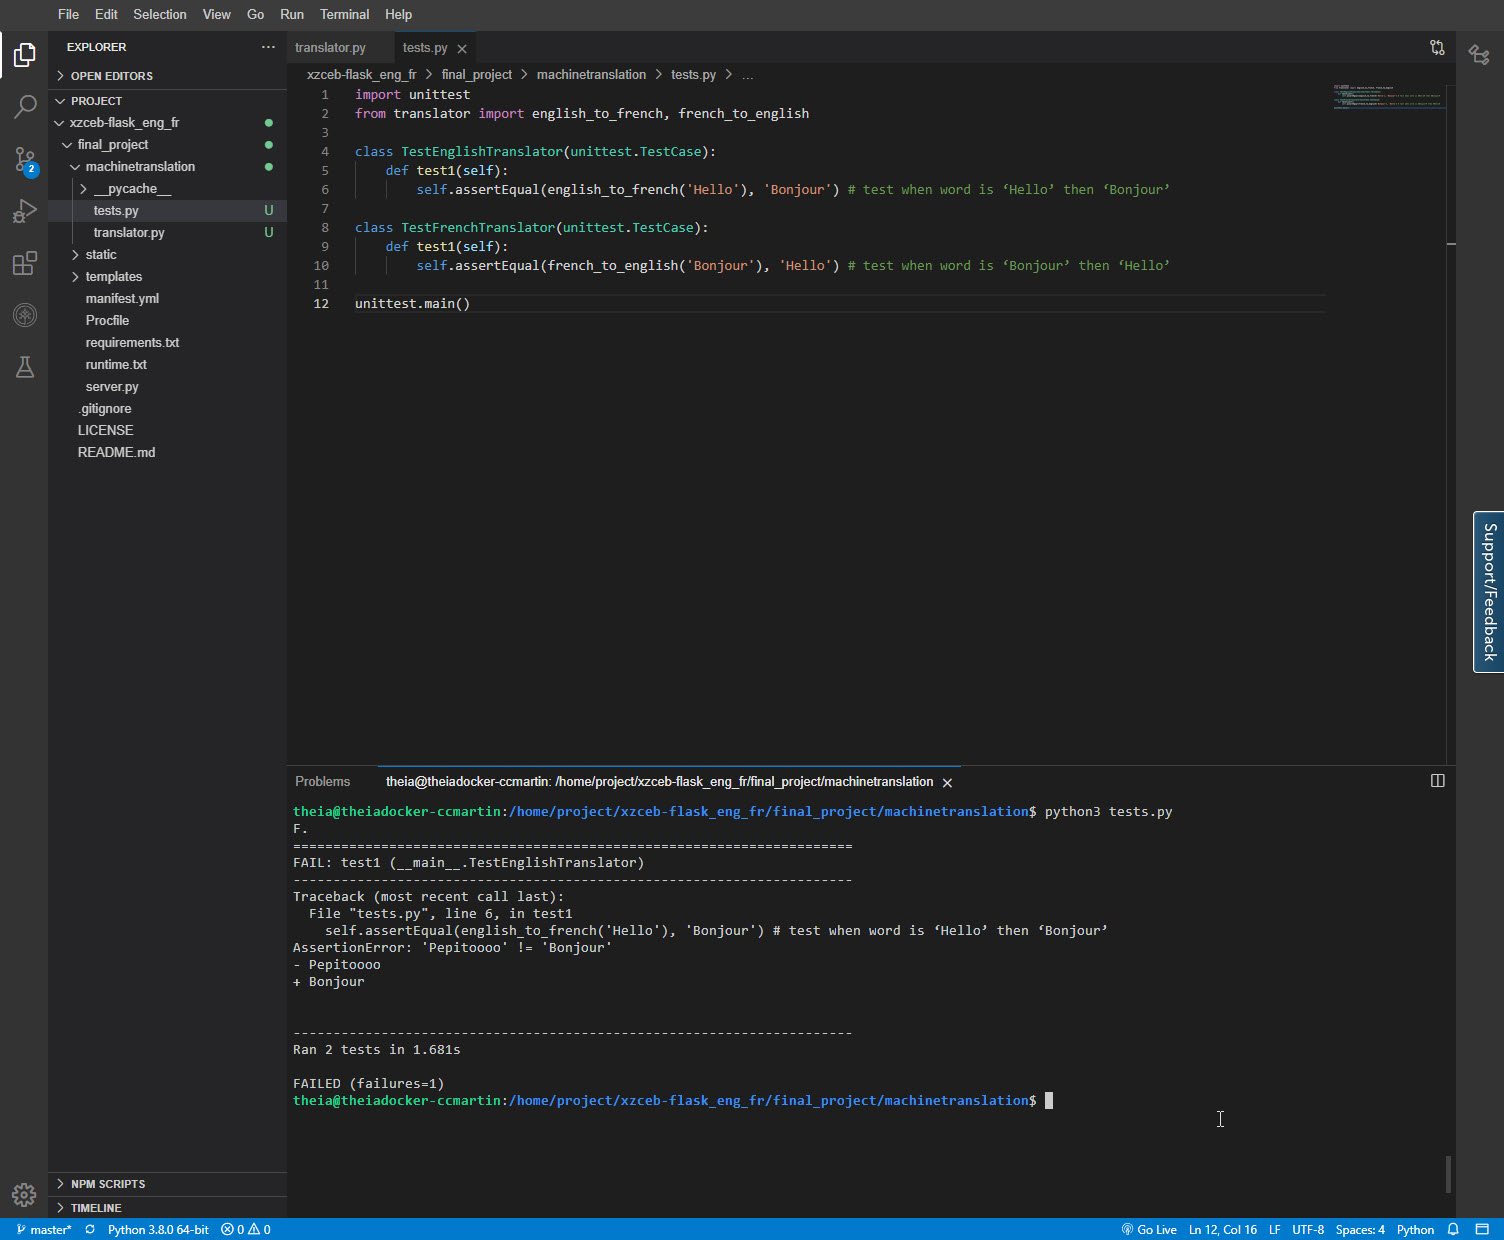 File Edit Selection View Go Run Terminal Help
EXPLORER ...
OPEN EDITORS
PROJECT
xzceb-flask_eng_fr
final_project
machinetranslation
__pycache__
tests.py U
translator.py U
static
templates
manifest.yml
Procfile
requirements.txt
runtime.txt
server.py
.gitignore
LICENSE
README.md
NPM SCRIPTS
TIMELINE
2
translator.py tests.py
xzceb-flask_eng_fr > final_project > machinetranslation > tests.py > ...
1 import unittest
2 from translator import english_to_french, french_to_english
3
4 class TestEnglishTranslator(unittest.TestCase):
5 def test1(self):
6 self.assertEqual(english_to_french('Hello'), 'Bonjour') # test when word is ‘Hello’ then ‘Bonjour’
7
8 class TestFrenchTranslator(unittest.TestCase):
9 def test1(self):
10 self.assertEqual(french_to_english('Bonjour'), 'Hello') # test when word is ‘Bonjour’ then ‘Hello’
11
12 unittest.main()
Support/Feedback
Problems theia@theiadocker-ccmartin: /home/project/xzceb-flask_eng_fr/final_project/machinetranslation
theia@theiadocker-ccmartin:/home/project/xzceb-flask_eng_fr/final_project/machinetranslation$ python3 tests.py
F.
======================================================================
FAIL: test1 (__main__.TestEnglishTranslator)
----------------------------------------------------------------------
Traceback (most recent call last):
File "tests.py", line 6, in test1
self.assertEqual(english_to_french('Hello'), 'Bonjour') # test when word is ‘Hello’ then ‘Bonjour’
AssertionError: 'Pepitoooo' != 'Bonjour'
- Pepitoooo
+ Bonjour
----------------------------------------------------------------------
Ran 2 tests in 1.681s
FAILED (failures=1)
theia@theiadocker-ccmartin:/home/project/xzceb-flask_eng_fr/final_project/machinetranslation$
master* Python 3.8.0 64-bit 0 0 Go Live Ln 12, Col 16 LF UTF-8 Spaces: 4 Python